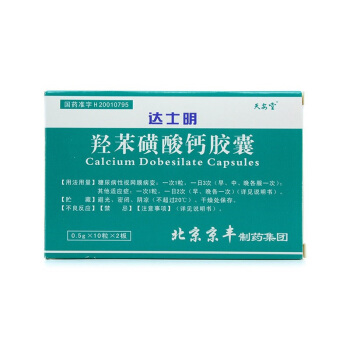 国药准字H20010795
天安堂
达士明
羟苯磺酸钙胶囊
Calcium Dobesilate Capsules
【用法用量】糖尿病性视网膜病变：一次1粒，一日3次（早、中、晚各服一次）；
其他适应症：一次1粒，一日2次（早、晚各一次）（详见说明书）。
【贮　　藏】避光，密闭，阴凉（不超过20℃）、干燥处保存。
【不良反应】【禁　　忌】【注意事项】（详见说明书）。
0.5g×10粒×2板
北京京丰制药集团